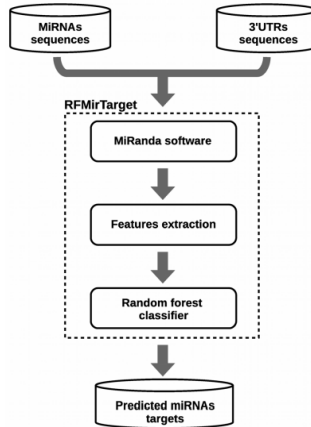 MiRNAs
sequences
3'UTRs
sequences
RFMirTarget
MiRanda software
Features extraction
Random forest
classifier
Predicted miRNAs
targets